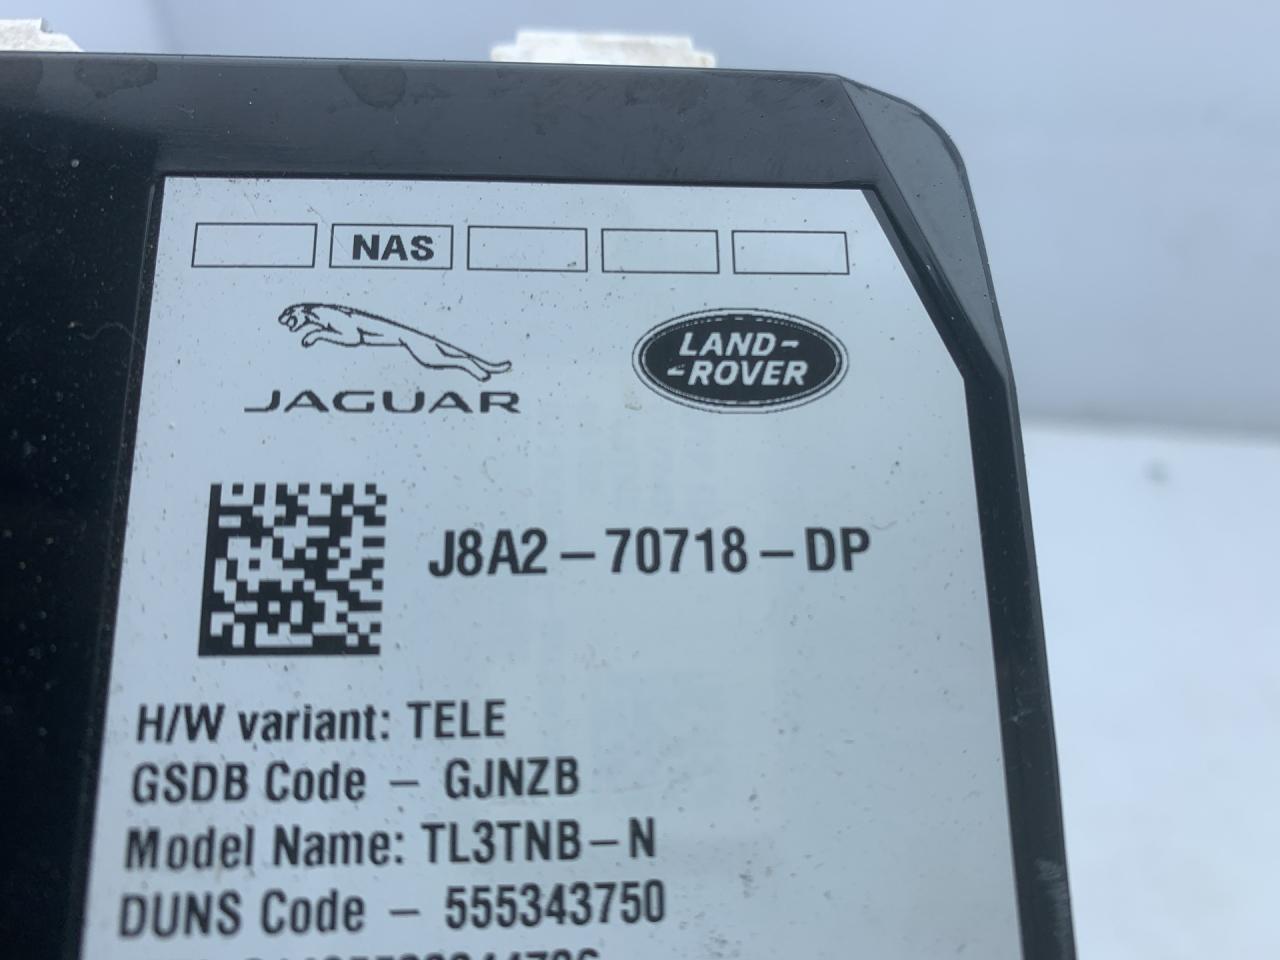 NAS
JAGUAR
LAND-
-ROVER
J8A2-70718-DP
H/W variant: TELE
GSDB Code - GJNZB
Model Name: TL3TNB-N
DUNS Code - 555343750